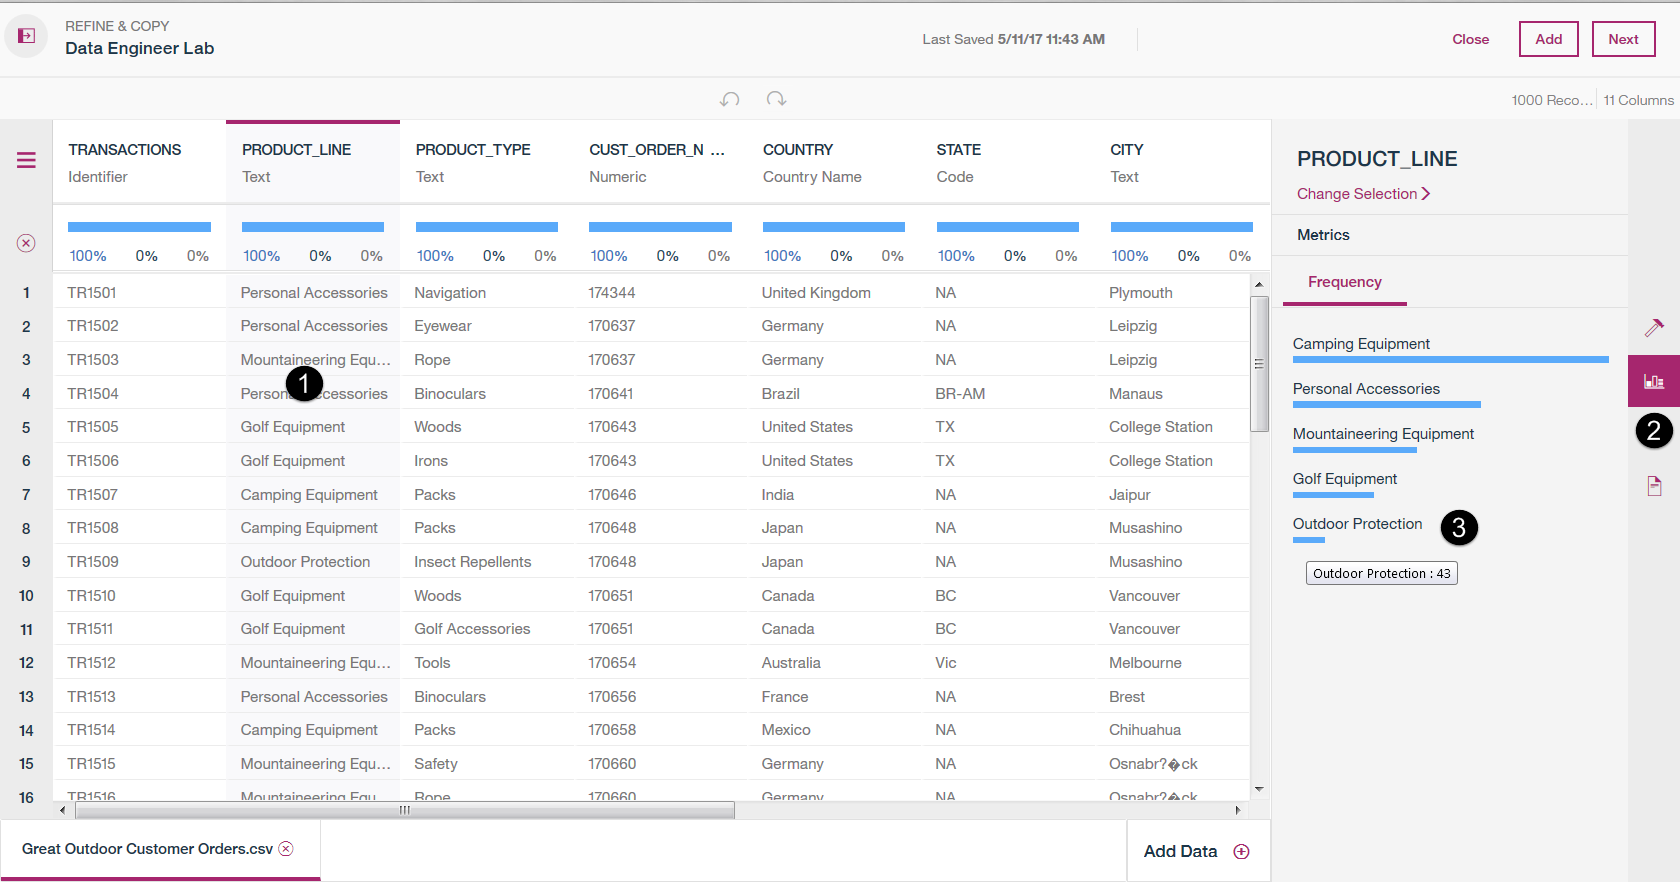 REFINE & COPY
Data Engineer Lab
Last Saved 5/11/17 11:43 AM
Close Add Next
1000 Reco... 11 Columns
TRANSACTIONS PRODUCT_LINE PRODUCT_TYPE CUST_ORDER_N ... COUNTRY STATE CITY
Identifier Text Text Numeric Country Name Code Text
100% 0% 0% 100% 0% 0% 100% 0% 0% 100% 0% 0% 100% 0% 0% 100% 0% 0% 100% 0% 0%
1 TR1501 Personal Accessories Navigation 174344 United Kingdom NA Plymouth
2 TR1502 Personal Accessories Eyewear 170637 Germany NA Leipzig
3 TR1503 Mountaineering Equ... Rope 170637 Germany NA Leipzig
1
4 TR1504 Personal Accessories Binoculars 170641 Brazil BR-AM Manaus
5 TR1505 Golf Equipment Woods 170643 United States TX College Station
6 TR1506 Golf Equipment Irons 170643 United States TX College Station
7 TR1507 Camping Equipment Packs 170646 India NA Jaipur
8 TR1508 Camping Equipment Packs 170648 Japan NA Musashino
9 TR1509 Outdoor Protection Insect Repellents 170648 Japan NA Musashino
10 TR1510 Golf Equipment Woods 170651 Canada BC Vancouver
11 TR1511 Golf Equipment Golf Accessories 170651 Canada BC Vancouver
12 TR1512 Mountaineering Equ... Tools 170654 Australia Vic Melbourne
13 TR1513 Personal Accessories Binoculars 170656 France NA Brest
14 TR1514 Camping Equipment Packs 170658 Mexico NA Chihuahua
15 TR1515 Mountaineering Equ... Safety 170660 Germany NA Osnabr?�ck
16 TR1516 Mountaineering Equ... Rope 170660 Germany NA Osnabr?�ck
Great Outdoor Customer Orders.csv
Add Data
PRODUCT_LINE
Change Selection
Metrics
Frequency
Camping Equipment
Personal Accessories
Mountaineering Equipment
2
Golf Equipment
Outdoor Protection 3
Outdoor Protection : 43